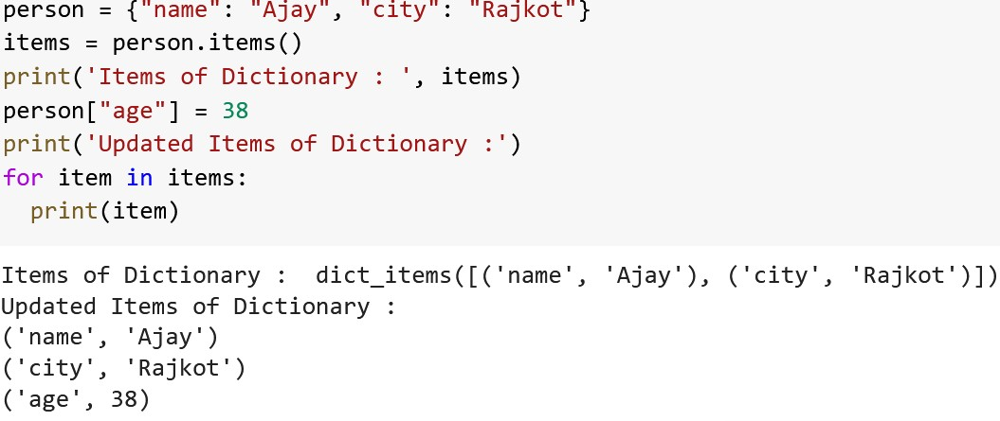 person = {"name": "Ajay", "city": "Rajkot"}
items = person.items()
print('Items of Dictionary : ', items)
person["age"] = 38
print('Updated Items of Dictionary :')
for item in items:
  print(item)
Items of Dictionary :  dict_items([('name', 'Ajay'), ('city', 'Rajkot')])
Updated Items of Dictionary :
('name', 'Ajay')
('city', 'Rajkot')
('age', 38)